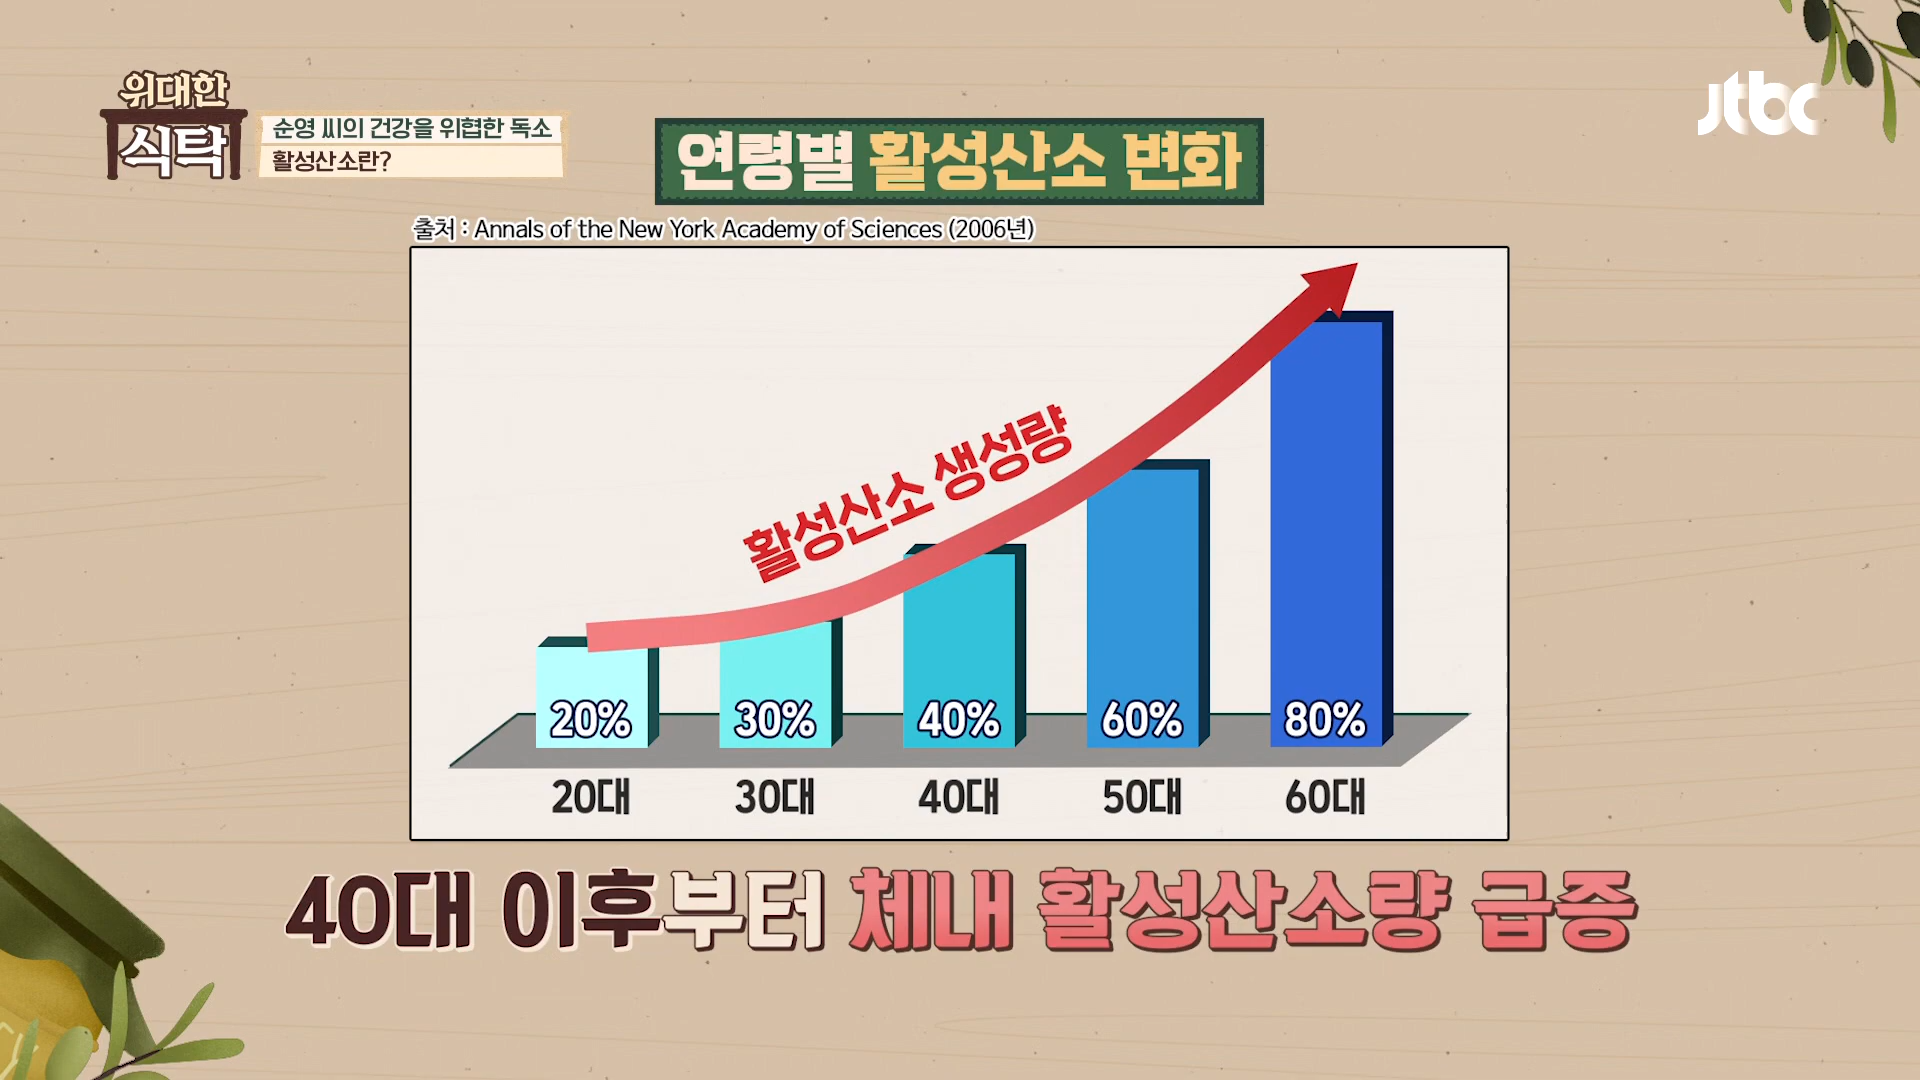 위대한
식탁
순영 씨의 건강을 위협한 독소
활성산소란?
jtbc
연령별 활성산소 변화
출처 : Annals of the New York Academy of Sciences (2006년)
활성산소 생성량
20% 30% 40% 60% 80%
20대 30대 40대 50대 60대
40대 이후부터 체내 활성산소량 급증